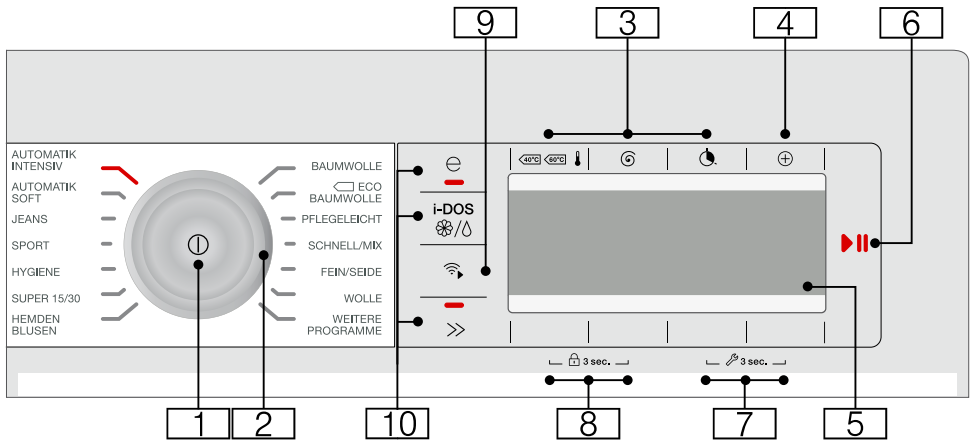 9
3
4
6
AUTOMATIK
INTENSIV
AUTOMATIK
SOFT
JEANS
SPORT
HYGIENE
SUPER 15/30
HEMDEN
BLUSEN
BAUMWOLLE
ECO
BAUMWOLLE
PFLEGELEICHT
SCHNELL/MIX
FEIN/SEIDE
WOLLE
WEITERE
PROGRAMME
e
i-DOS
40°C 60°C
3 sec.
3 sec.
1
2
10
8
7
5